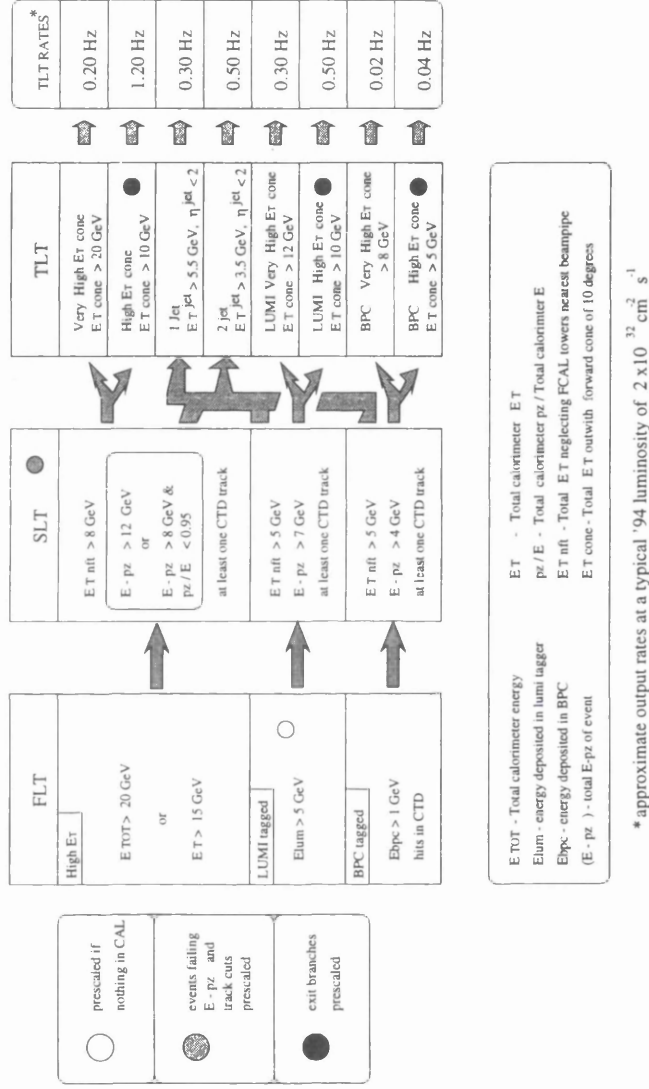 prescaled if
nothing in CAL
events failing
E - pz and
track cuts
prescaled
exit branches
prescaled
FLT
High ET
E TOT > 20 GeV
or
E T > 15 GeV
LUMI tagged
Elum > 5 GeV
BPC tagged
Ebpc > 1 GeV
hits in CTD
SLT
E T nft > 8 GeV
E - pz > 12 GeV
or
E - pz > 8 GeV &
pz / E < 0.95
at least one CTD track
E T nft > 5 GeV
E - pz > 7 GeV
at least one CTD track
E T nft > 5 GeV
E - pz > 4 GeV
at least one CTD track
TLT
Very High ET cone
E T cone > 20 GeV
High ET cone
E T cone > 10 GeV
1 Jet
E T jet > 5.5 GeV, η jet < 2
2 jet
E T jet > 3.5 GeV, η jet < 2
LUMI Very High ET cone
E T cone > 12 GeV
LUMI High ET cone
E T cone > 10 GeV
BPC Very High ET cone
> 8 GeV
BPC High ET cone
E T cone > 5 GeV
TLT RATES *
0.20 Hz
1.20 Hz
0.30 Hz
0.50 Hz
0.30 Hz
0.50 Hz
0.02 Hz
0.04 Hz
E TOT - Total calorimeter energy
Elum - energy deposited in lumi tagger
Ebpc - energy deposited in BPC
(E - pz ) - total E-pz of event
E T - Total calorimeter E T
pz / E - Total calorimeter pz / Total calorimter E
E T nft - Total E T neglecting FCAL towers nearest beampipe
E T cone - Total E T outwith forward cone of 10 degrees
* approximate output rates at a typical '94 luminosity of 2 x10 32 cm -2 s -1